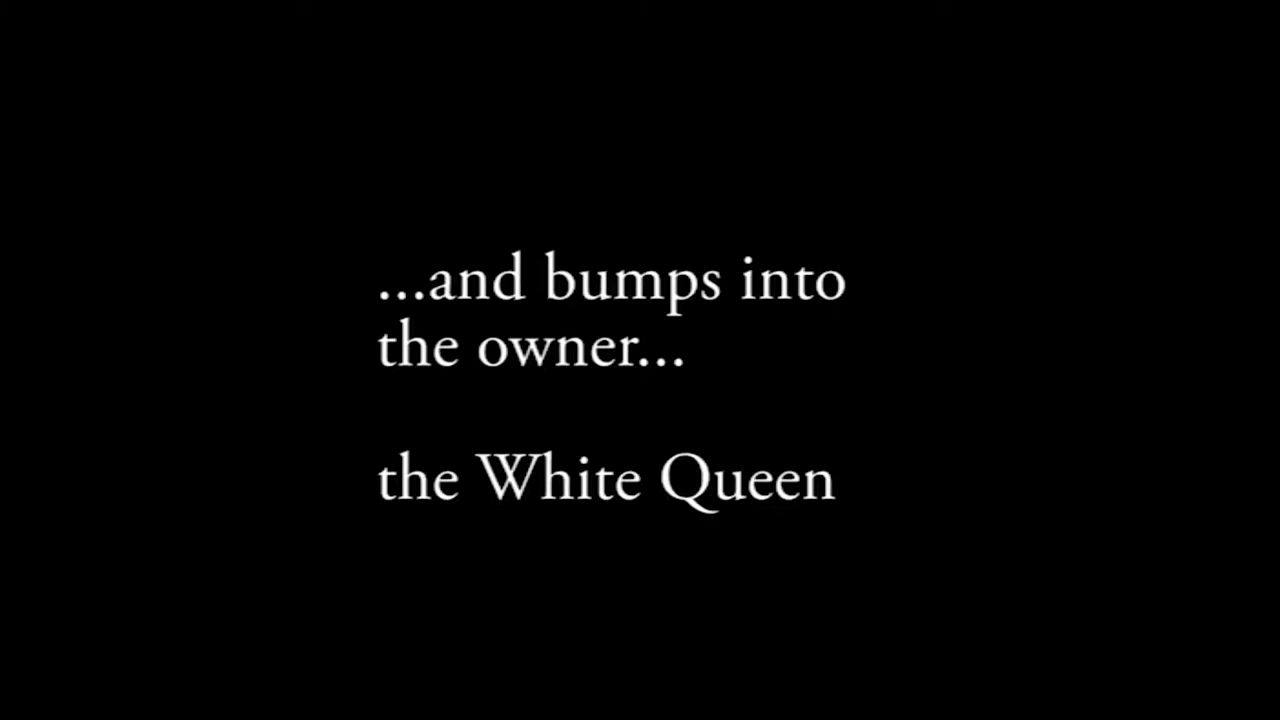 ...and bumps into
the owner...
the White Queen